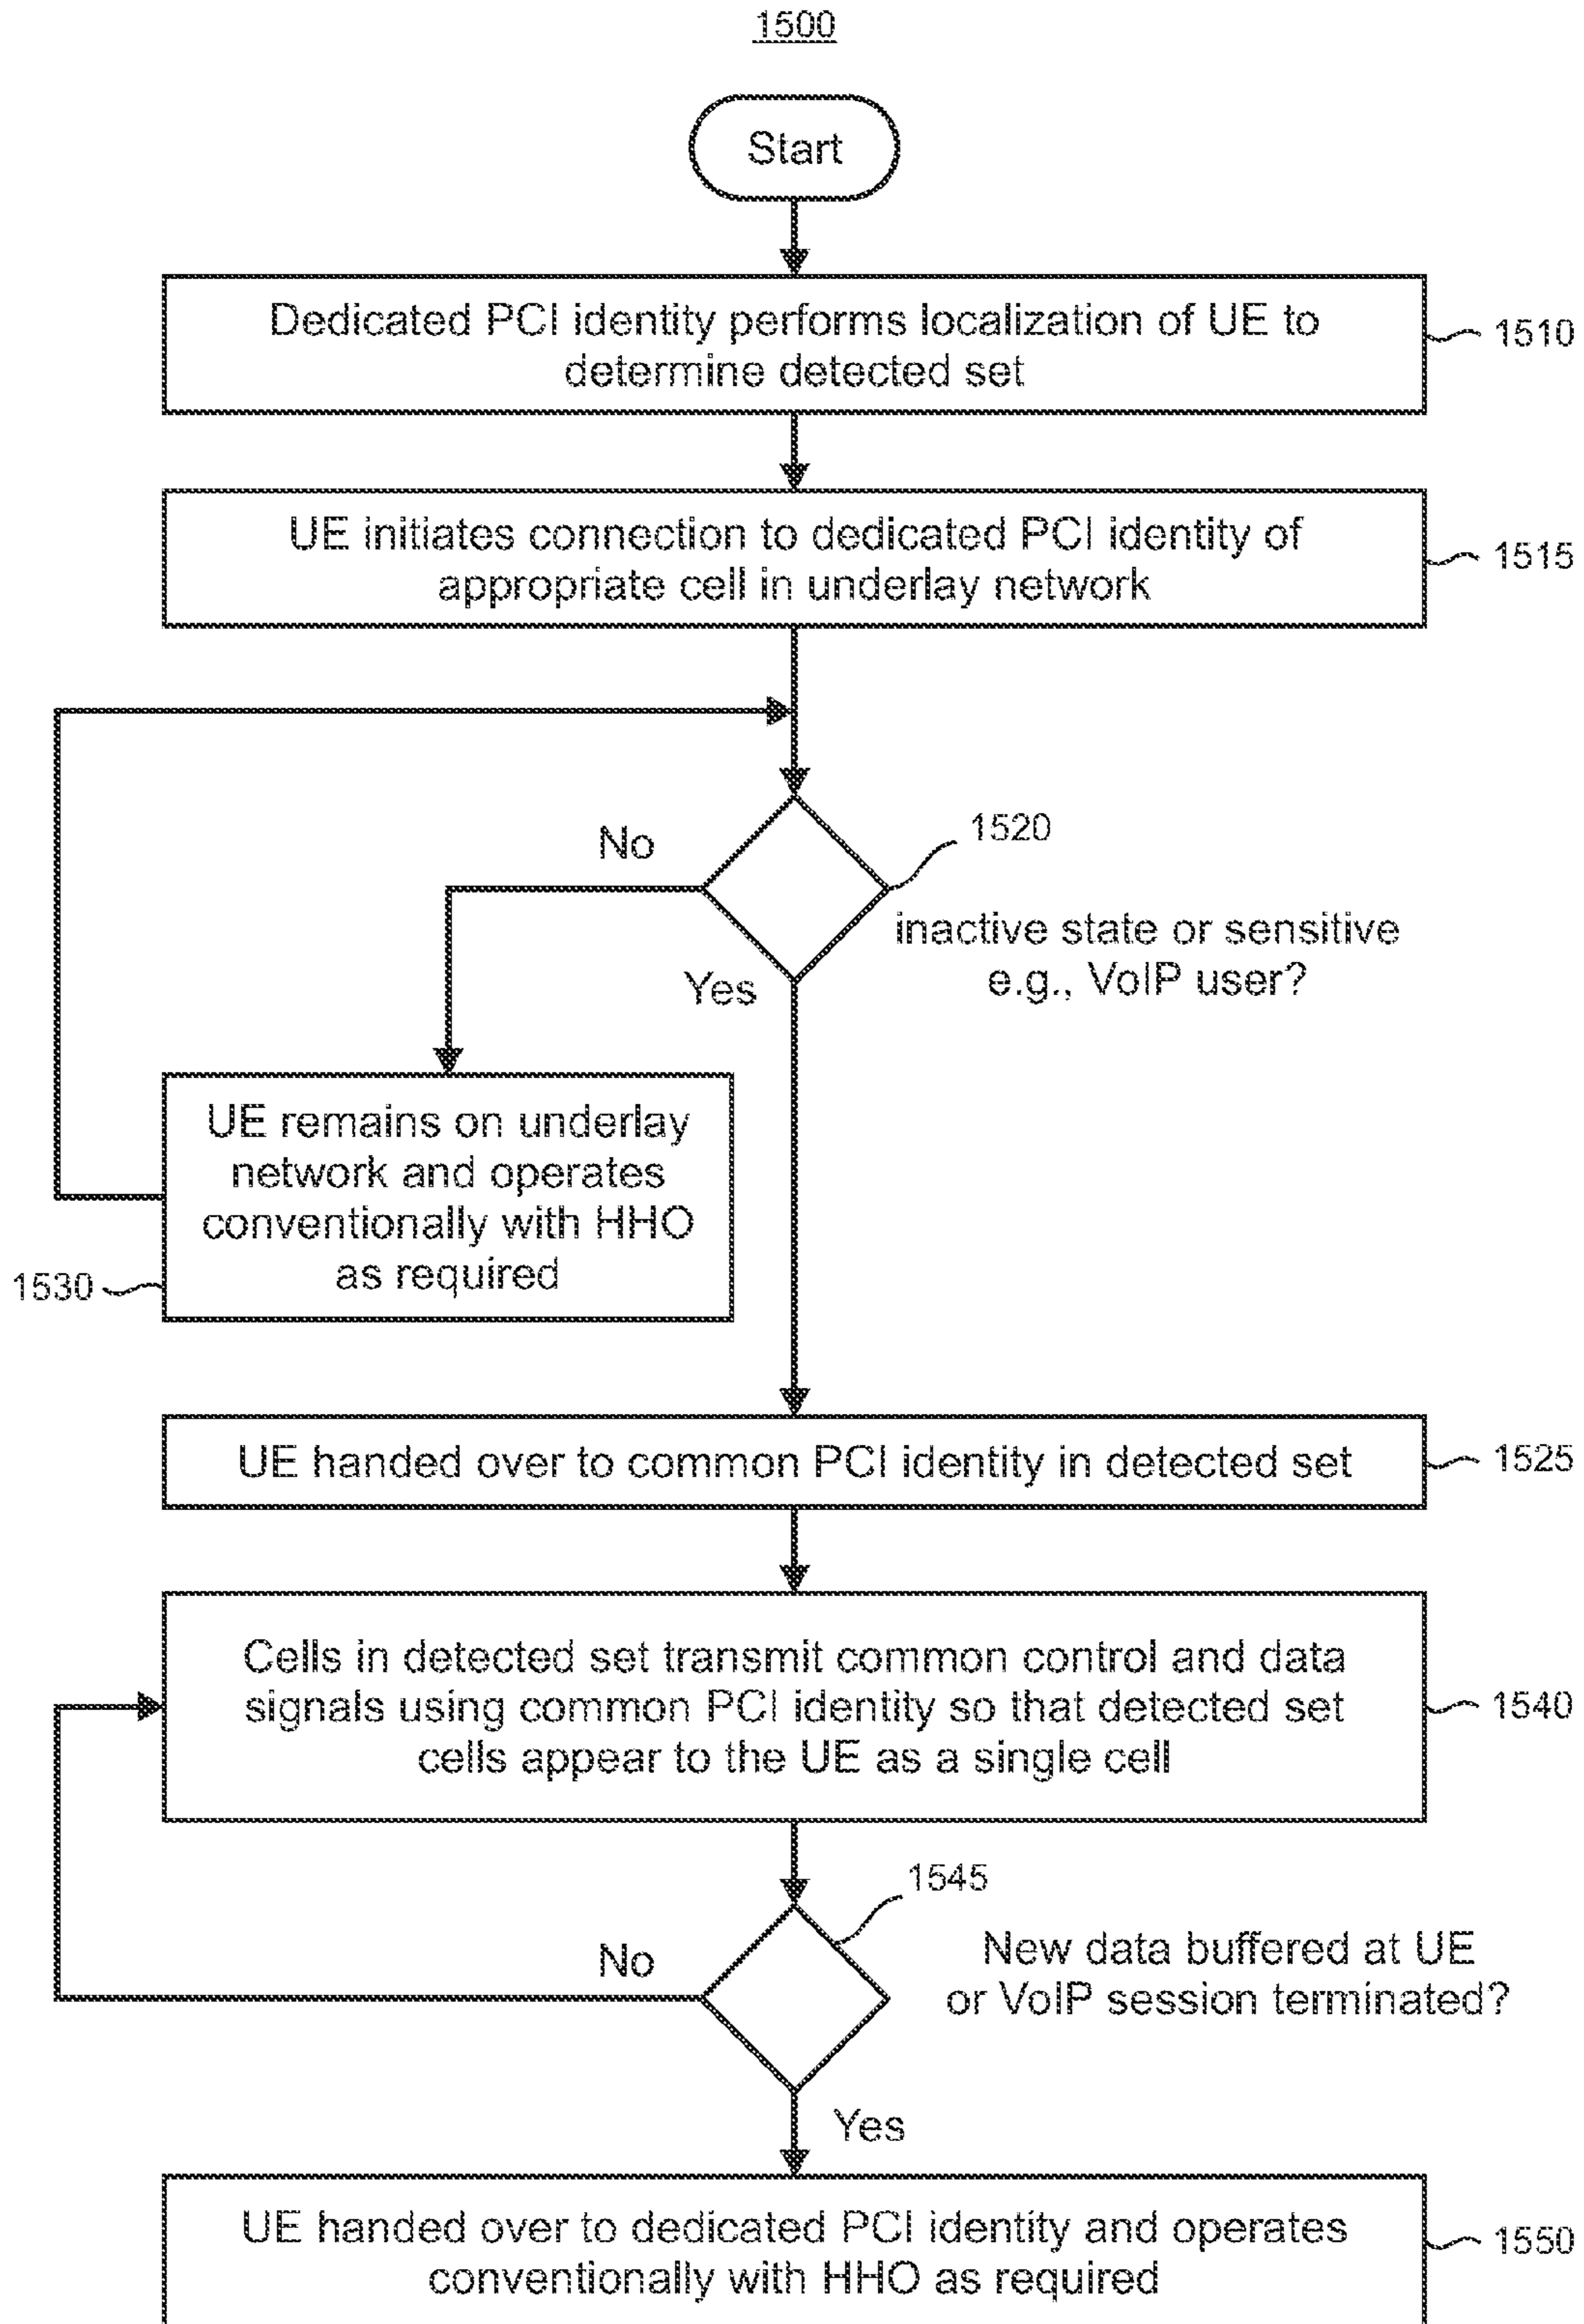 1500
Start
Dedicated PCI identity performs localization of UE to
determine detected set
1510
UE initiates connection to dedicated PCI identity of
appropriate cell in underlay network
1515
No
1520
inactive state or sensitive
e.g., VoIP user?
Yes
UE remains on underlay
network and operates
conventionally with HHO
as required
1530
UE handed over to common PCI identity in detected set
1525
Cells in detected set transmit common control and data
signals using common PCI identity so that detected set
cells appear to the UE as a single cell
1540
1545
No
New data buffered at UE
or VoIP session terminated?
Yes
UE handed over to dedicated PCI identity and operates
conventionally with HHO as required
1550